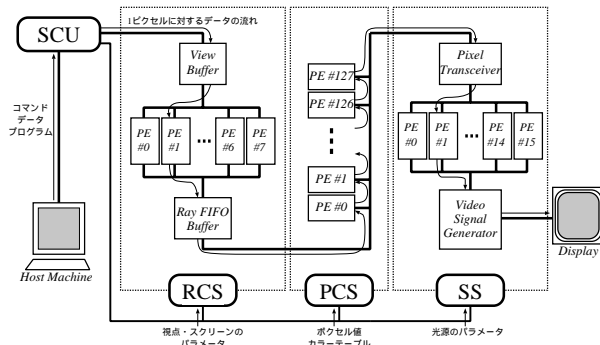 SCU
1ピクセルに対するデータの流れ
コマンド
データ
プログラム
Host Machine
View
Buffer
PE
#0
PE
#1
PE
#6
PE
#7
Ray FIFO
Buffer
RCS
視点・スクリーンの
パラメータ
PE #127
PE #126
PE #1
PE #0
PCS
ボクセル値
カラーテーブル
Pixel
Transceiver
PE
#0
PE
#1
PE
#14
PE
#15
Video
Signal
Generator
SS
光源のパラメータ
Display